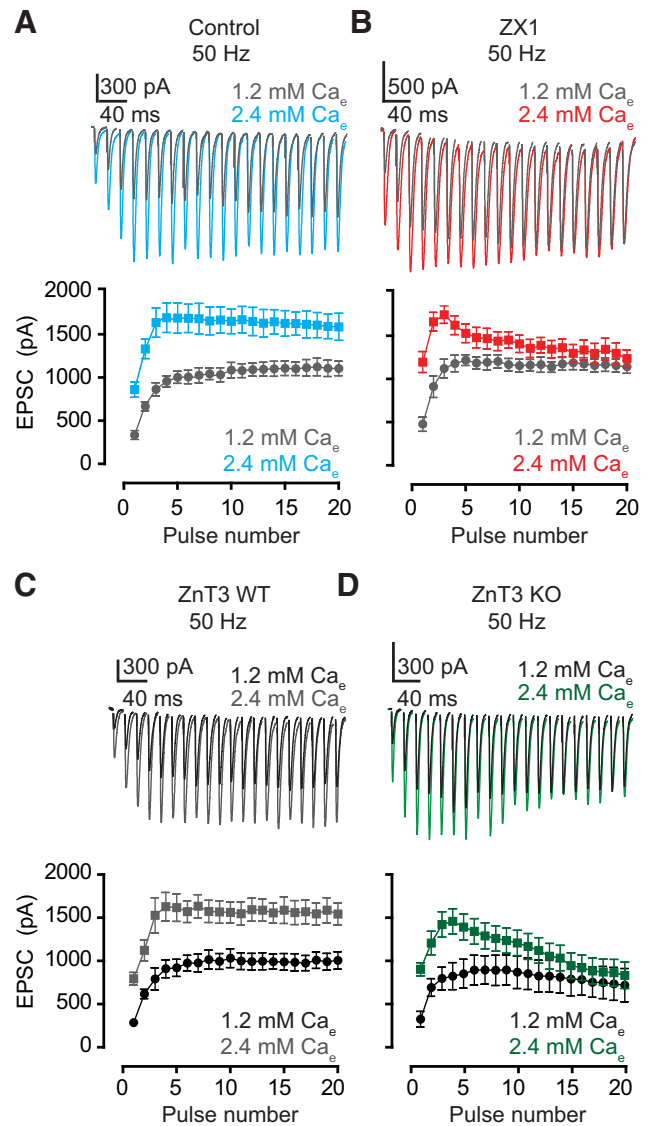 A
Control
50 Hz
300 pA
40 ms
1.2 mM Cae
2.4 mM Cae
2000
1500
1000
500
0
EPSC (pA)
1.2 mM Cae
2.4 mM Cae
0 5 10 15 20
Pulse number
B
ZX1
50 Hz
500 pA
40 ms
1.2 mM Cae
2.4 mM Cae
1.2 mM Cae
2.4 mM Cae
0 5 10 15 20
Pulse number
C
ZnT3 WT
50 Hz
300 pA
40 ms
1.2 mM Cae
2.4 mM Cae
2000
1500
1000
500
0
EPSC (pA)
1.2 mM Cae
2.4 mM Cae
0 5 10 15 20
Pulse number
D
ZnT3 KO
50 Hz
300 pA
40 ms
1.2 mM Cae
2.4 mM Cae
1.2 mM Cae
2.4 mM Cae
0 5 10 15 20
Pulse number